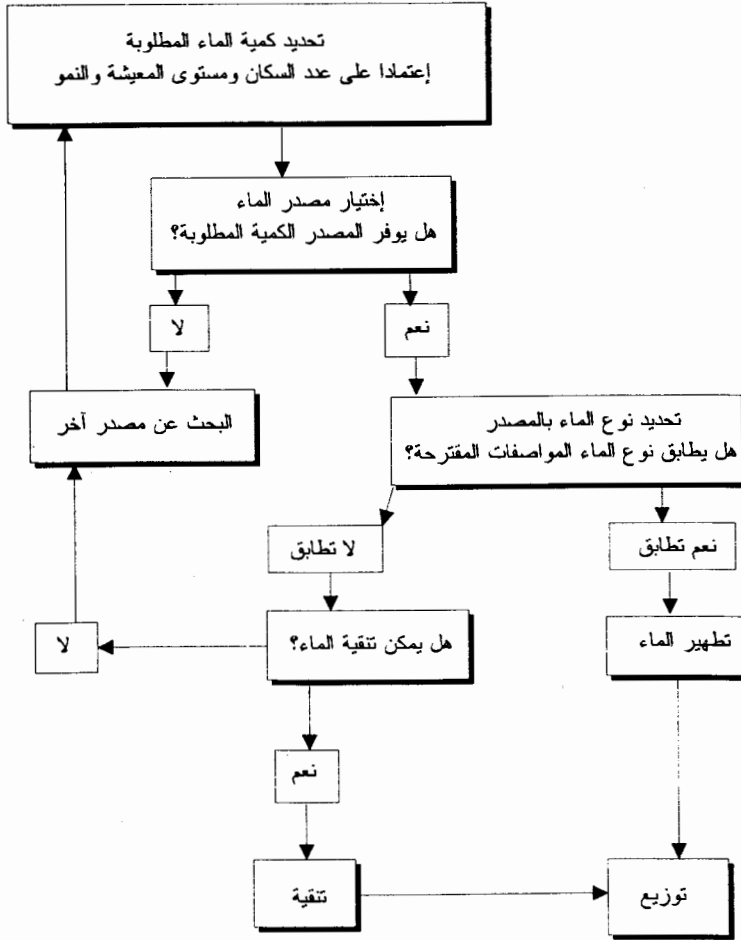 تحديد كمية الماء المطلوبة
إعتمادا على عدد السكان ومستوى المعيشة والنمو
إختيار مصدر الماء
هل يوفر المصدر الكمية المطلوبة؟
نعم
لا
تحديد نوع الماء بالمصدر
هل يطابق نوع الماء المواصفات المقترحة؟
البحث عن مصدر آخر
نعم تطابق
لا تطابق
تطهير الماء
هل يمكن تنقية الماء؟
لا
نعم
توزيع
تنقية